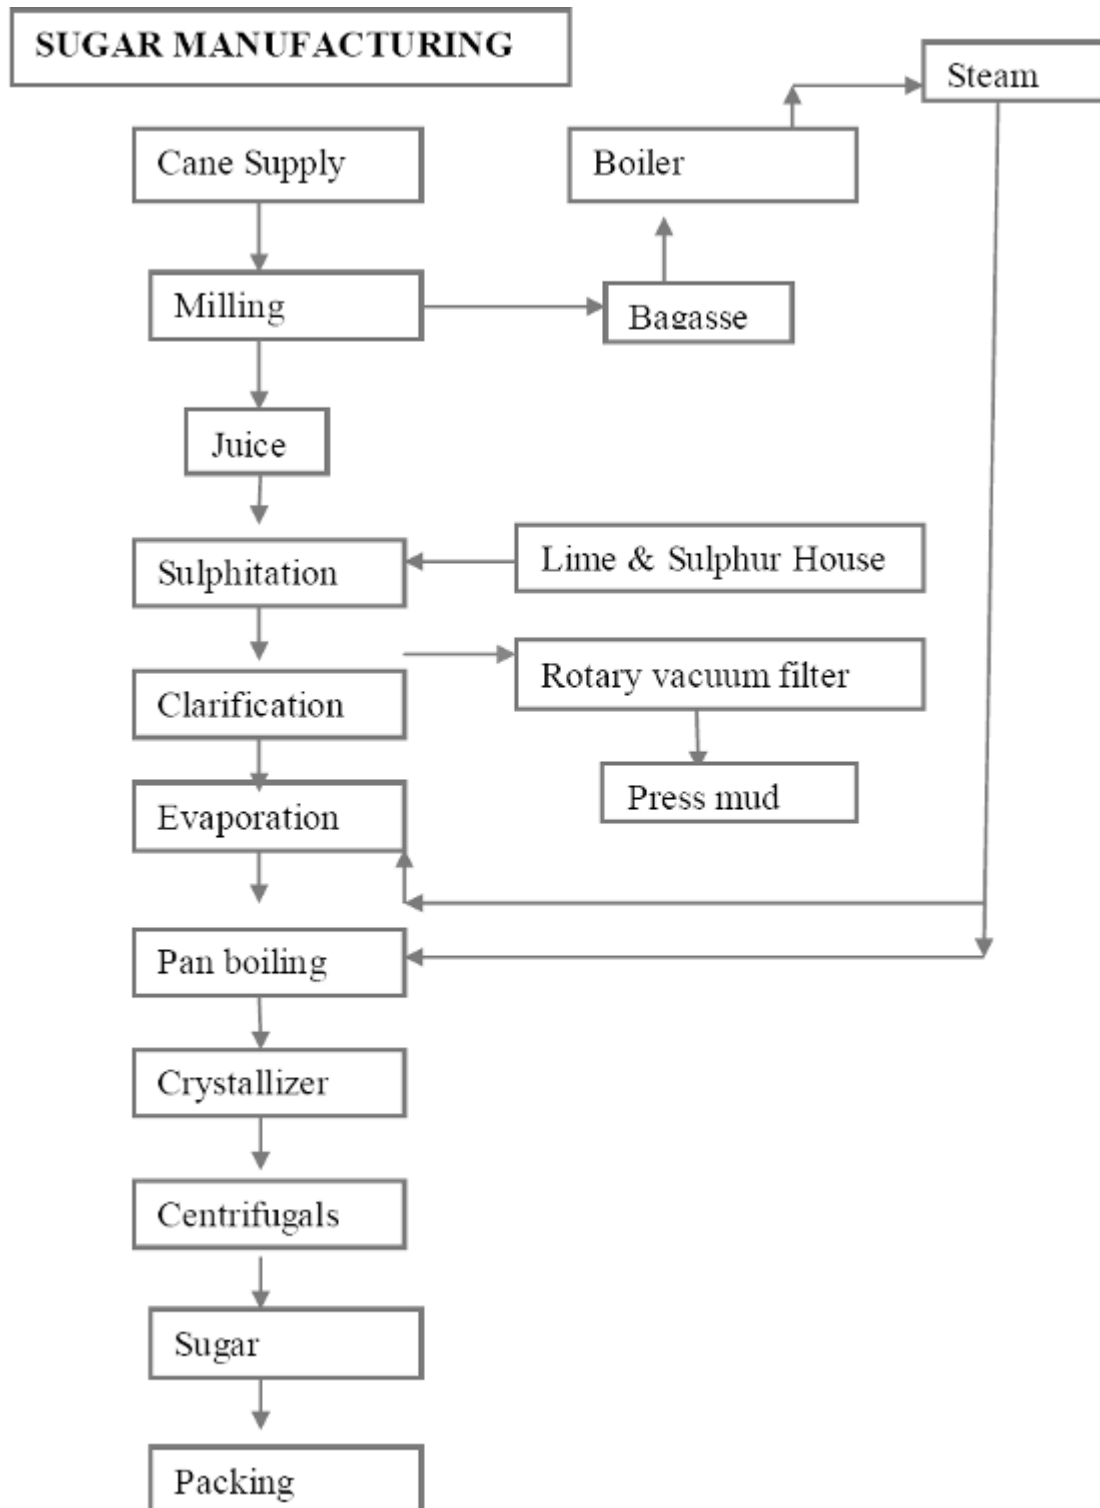 SUGAR MANUFACTURING
Steam
Cane Supply
Boiler
Milling
Bagasse
Juice
Sulphitation
Lime & Sulphur House
Clarification
Rotary vacuum filter
Evaporation
Press mud
Pan boiling
Crystallizer
Centrifugals
Sugar
Packing